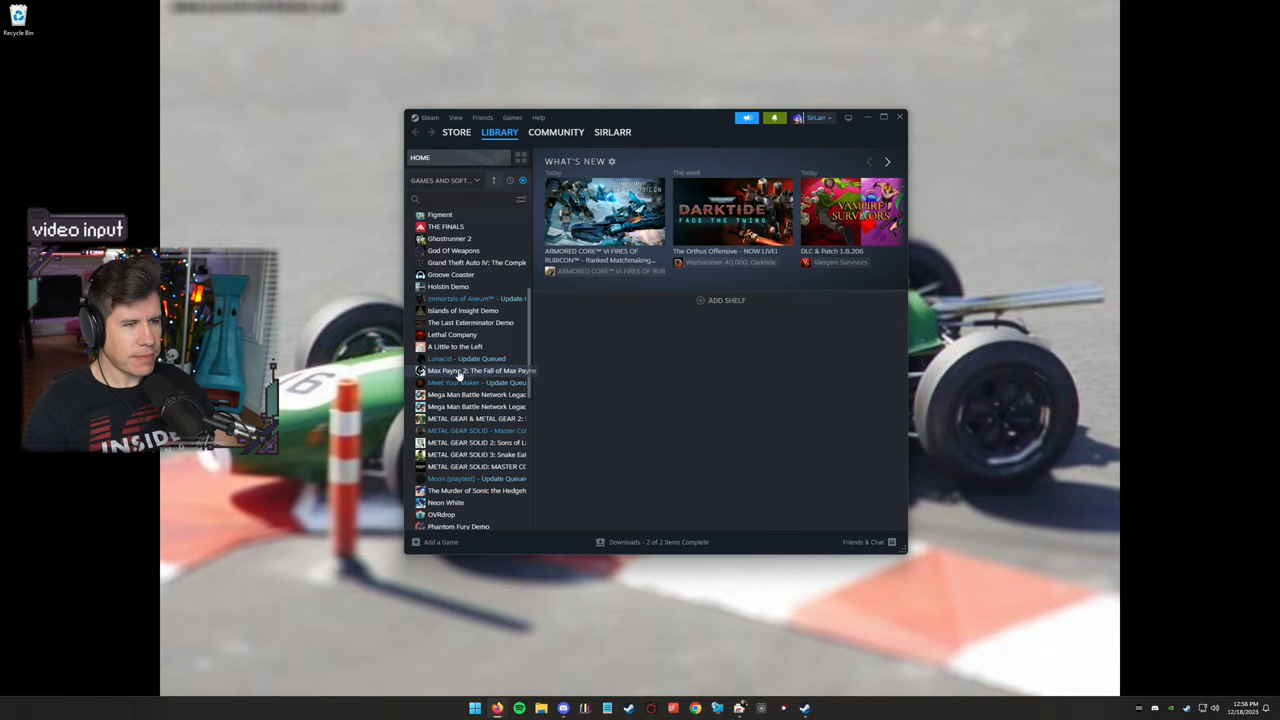 Recycle Bin
Steam View Friends Games Help
SirLarr
STORE LIBRARY COMMUNITY SIRLARR
HOME
GAMES AND SOFT...
WHAT'S NEW
Today
This week
Today
DARKTIDE
FACE THE TWINS
VAMPIRE
SURVIVORS
ARMORED CORE™ VI FIRES OF
RUBICON™ - Ranked Matchmaking...
ARMORED CORE™ VI FIRES OF RUB
The Orthus Offensive - NOW LIVE!
Warhammer 40,000: Darktide
DLC & Patch 1.8.206
Vampire Survivors
ADD SHELF
Figment
THE FINALS
Ghostrunner 2
God Of Weapons
Grand Theft Auto IV: The Comple
Groove Coaster
Holstin Demo
Immortals of Aveum™ - Update
Islands of Insight Demo
The Last Exterminator Demo
Lethal Company
A Little to the Left
Lunacid - Update Queued
Max Payne 2: The Fall of Max Payne
Meet Your Maker - Update Queu
Mega Man Battle Network Legac
Mega Man Battle Network Legac
METAL GEAR & METAL GEAR 2:
METAL GEAR SOLID - Master Col
METAL GEAR SOLID 2: Sons of Li
METAL GEAR SOLID 3: Snake Eat
METAL GEAR SOLID: MASTER CO
Moon [playtest] - Update Queue
The Murder of Sonic the Hedgeh
Neon White
OVRdrop
Phantom Fury Demo
Add a Game
Downloads - 2 of 2 Items Complete
Friends & Chat
video input
INSIDE
6
12:56 PM
12/18/2023